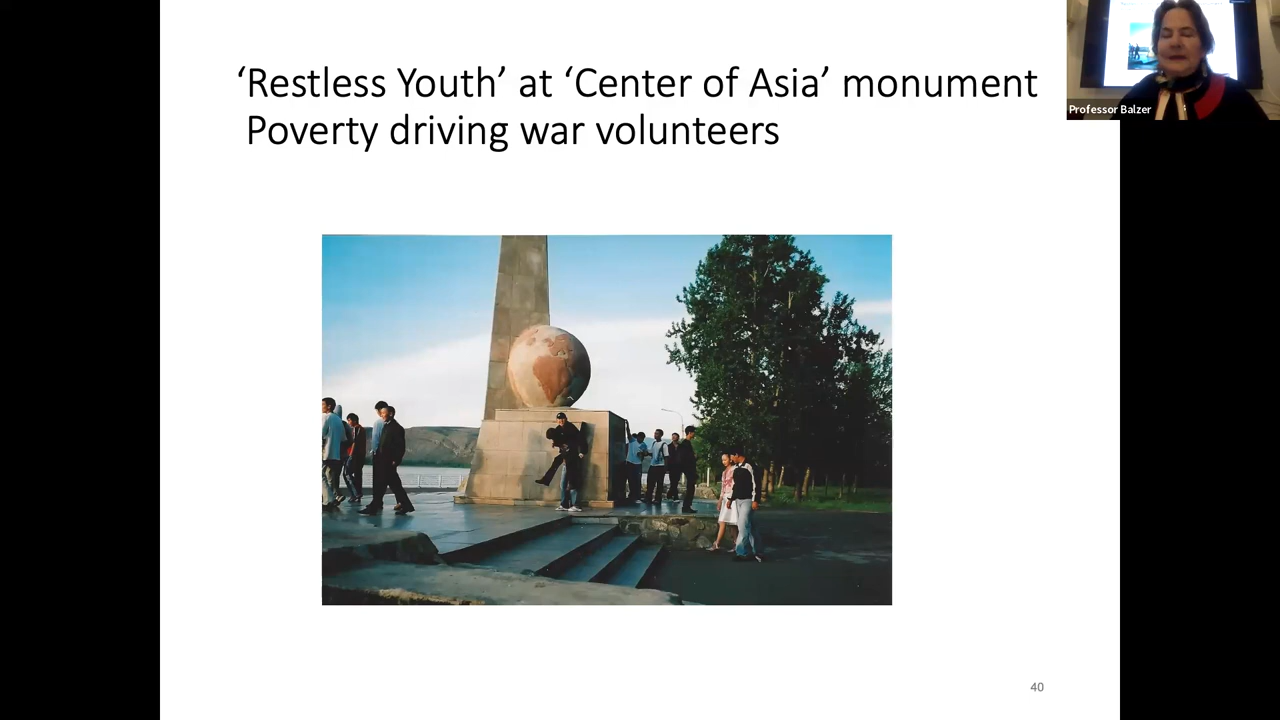 ‘Restless Youth’ at ‘Center of Asia’ monument
Poverty driving war volunteers
Professor Balzer
40